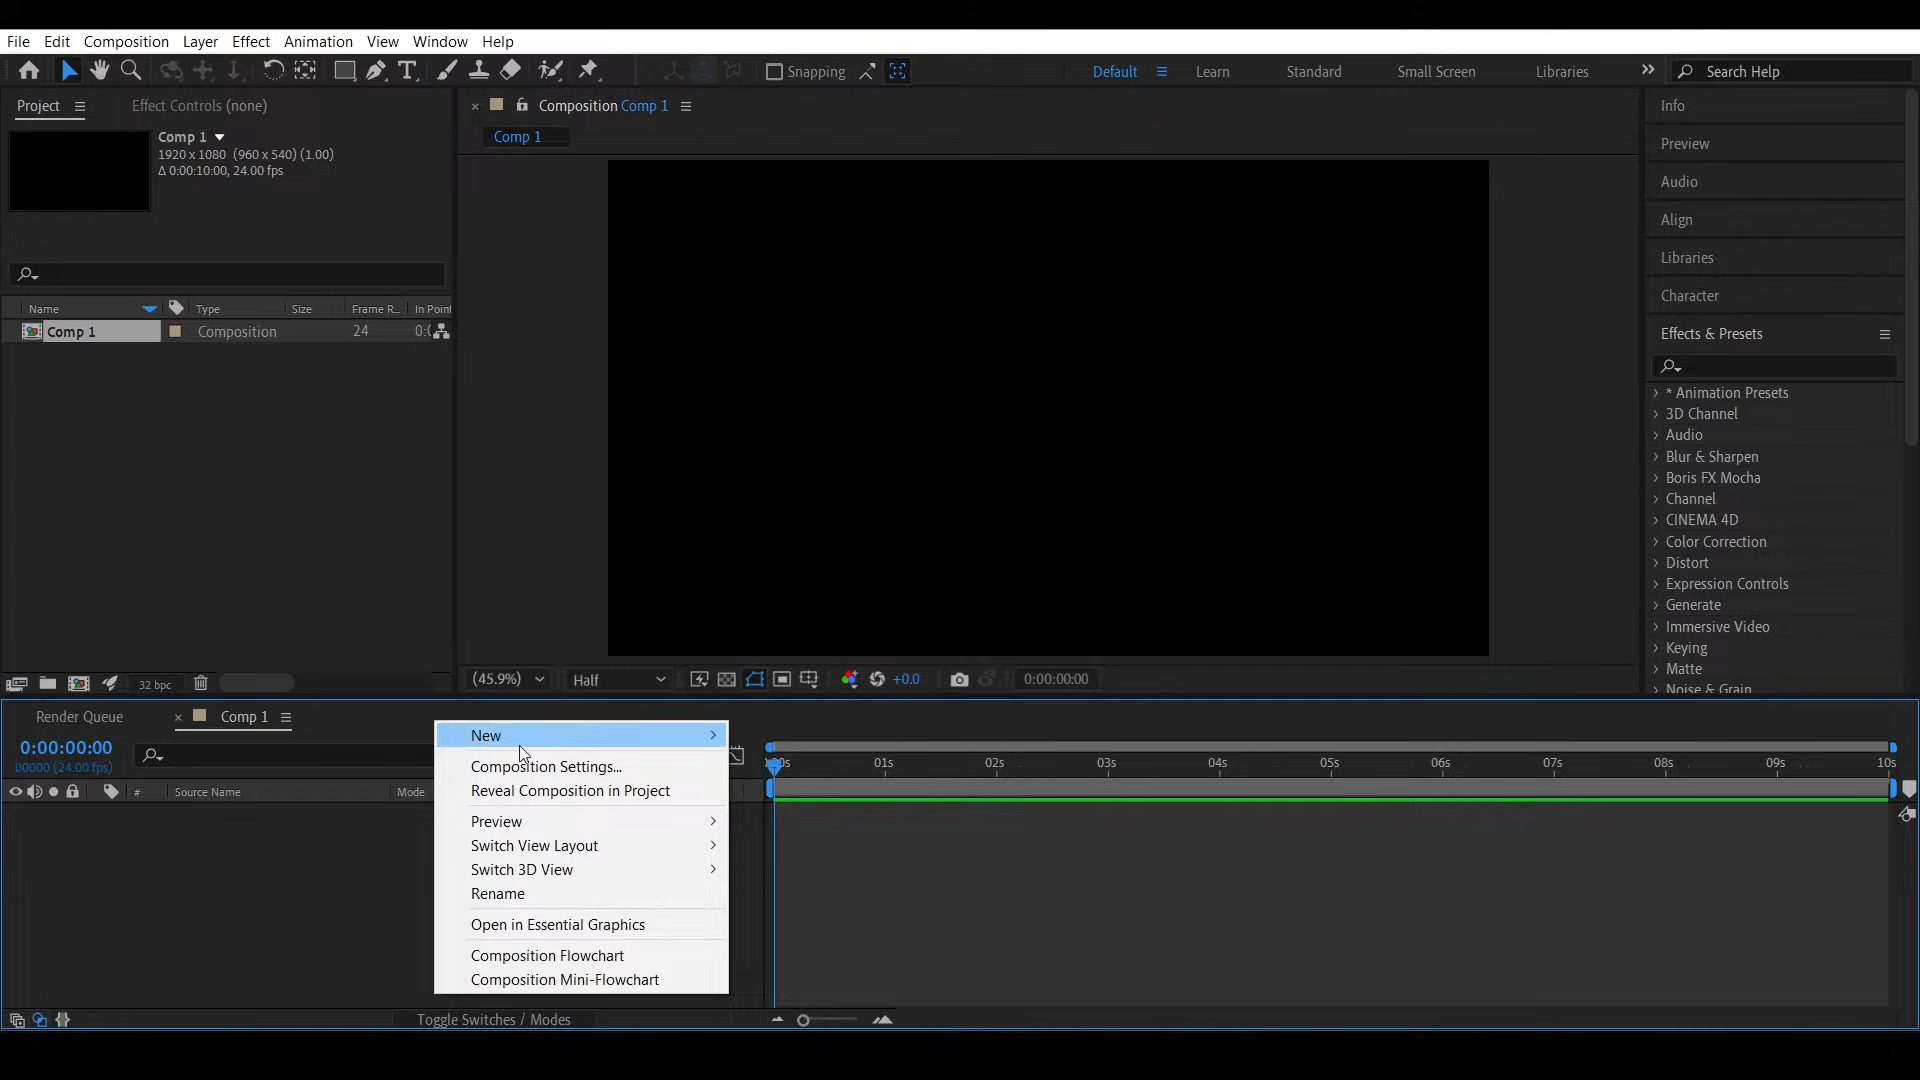 File Edit Composition Layer Effect Animation View Window Help
Snapping Default Learn Standard Small Screen Libraries Search Help
Project Effect Controls (none)
Comp 1
1920 x 1080 (960 x 540) (1.00)
Δ 0:00:10:00, 24.00 fps
Name Type Size Frame R... In Point
Comp 1 Composition 24
32 bpc
Composition Comp 1
Comp 1
(45.9%) Half +0.0 0:00:00:00
Info
Preview
Audio
Align
Libraries
Character
Effects & Presets
* Animation Presets
3D Channel
Audio
Blur & Sharpen
Boris FX Mocha
Channel
CINEMA 4D
Color Correction
Distort
Expression Controls
Generate
Immersive Video
Keying
Matte
Noise & Grain
Render Queue Comp 1
0:00:00:00
00000 (24.00 fps)
# Source Name Mode
New
Composition Settings...
Reveal Composition in Project
Preview
Switch View Layout
Switch 3D View
Rename
Open in Essential Graphics
Composition Flowchart
Composition Mini-Flowchart
01s 02s 03s 04s 05s 06s 07s 08s 09s 10s
Toggle Switches / Modes